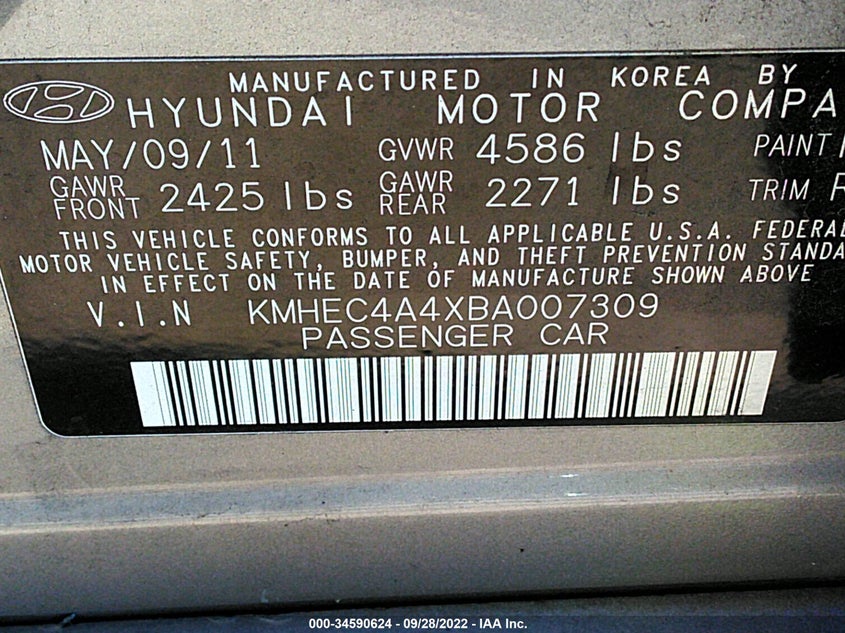 MANUFACTURED IN KOREA BY
HYUNDAI MOTOR
MAY/09/11 GVWR 4586 lbs PAINT
GAWR FRONT 2425 lbs GAWR REAR 2271 lbs TRIM
THIS VEHICLE CONFORMS TO ALL APPLICABLE U.S.A. FEDERAL
MOTOR VEHICLE SAFETY, BUMPER, AND THEFT PREVENTION
IN EFFECT ON THE DATE OF MANUFACTURE SHOWN ABOVE
V.I.N KMHEC4A4XBA007309
PASSENGER CAR
000-34590624 - 09/28/2022 - IAA Inc.